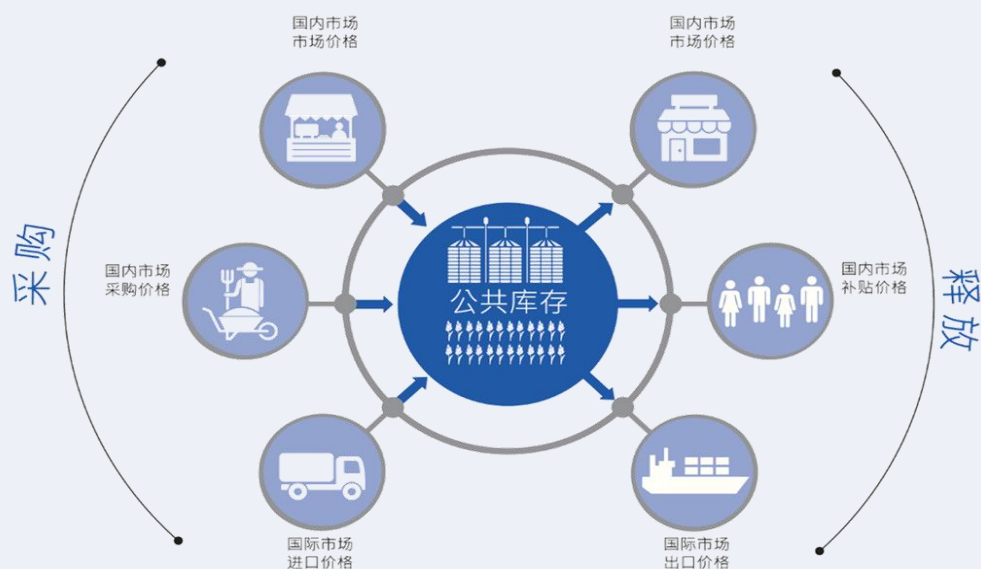 国内市场
市场价格
国内市场
市场价格
采购
国内市场
采购价格
公共库存
国内市场
补贴价格
释放
国际市场
进口价格
国际市场
出口价格